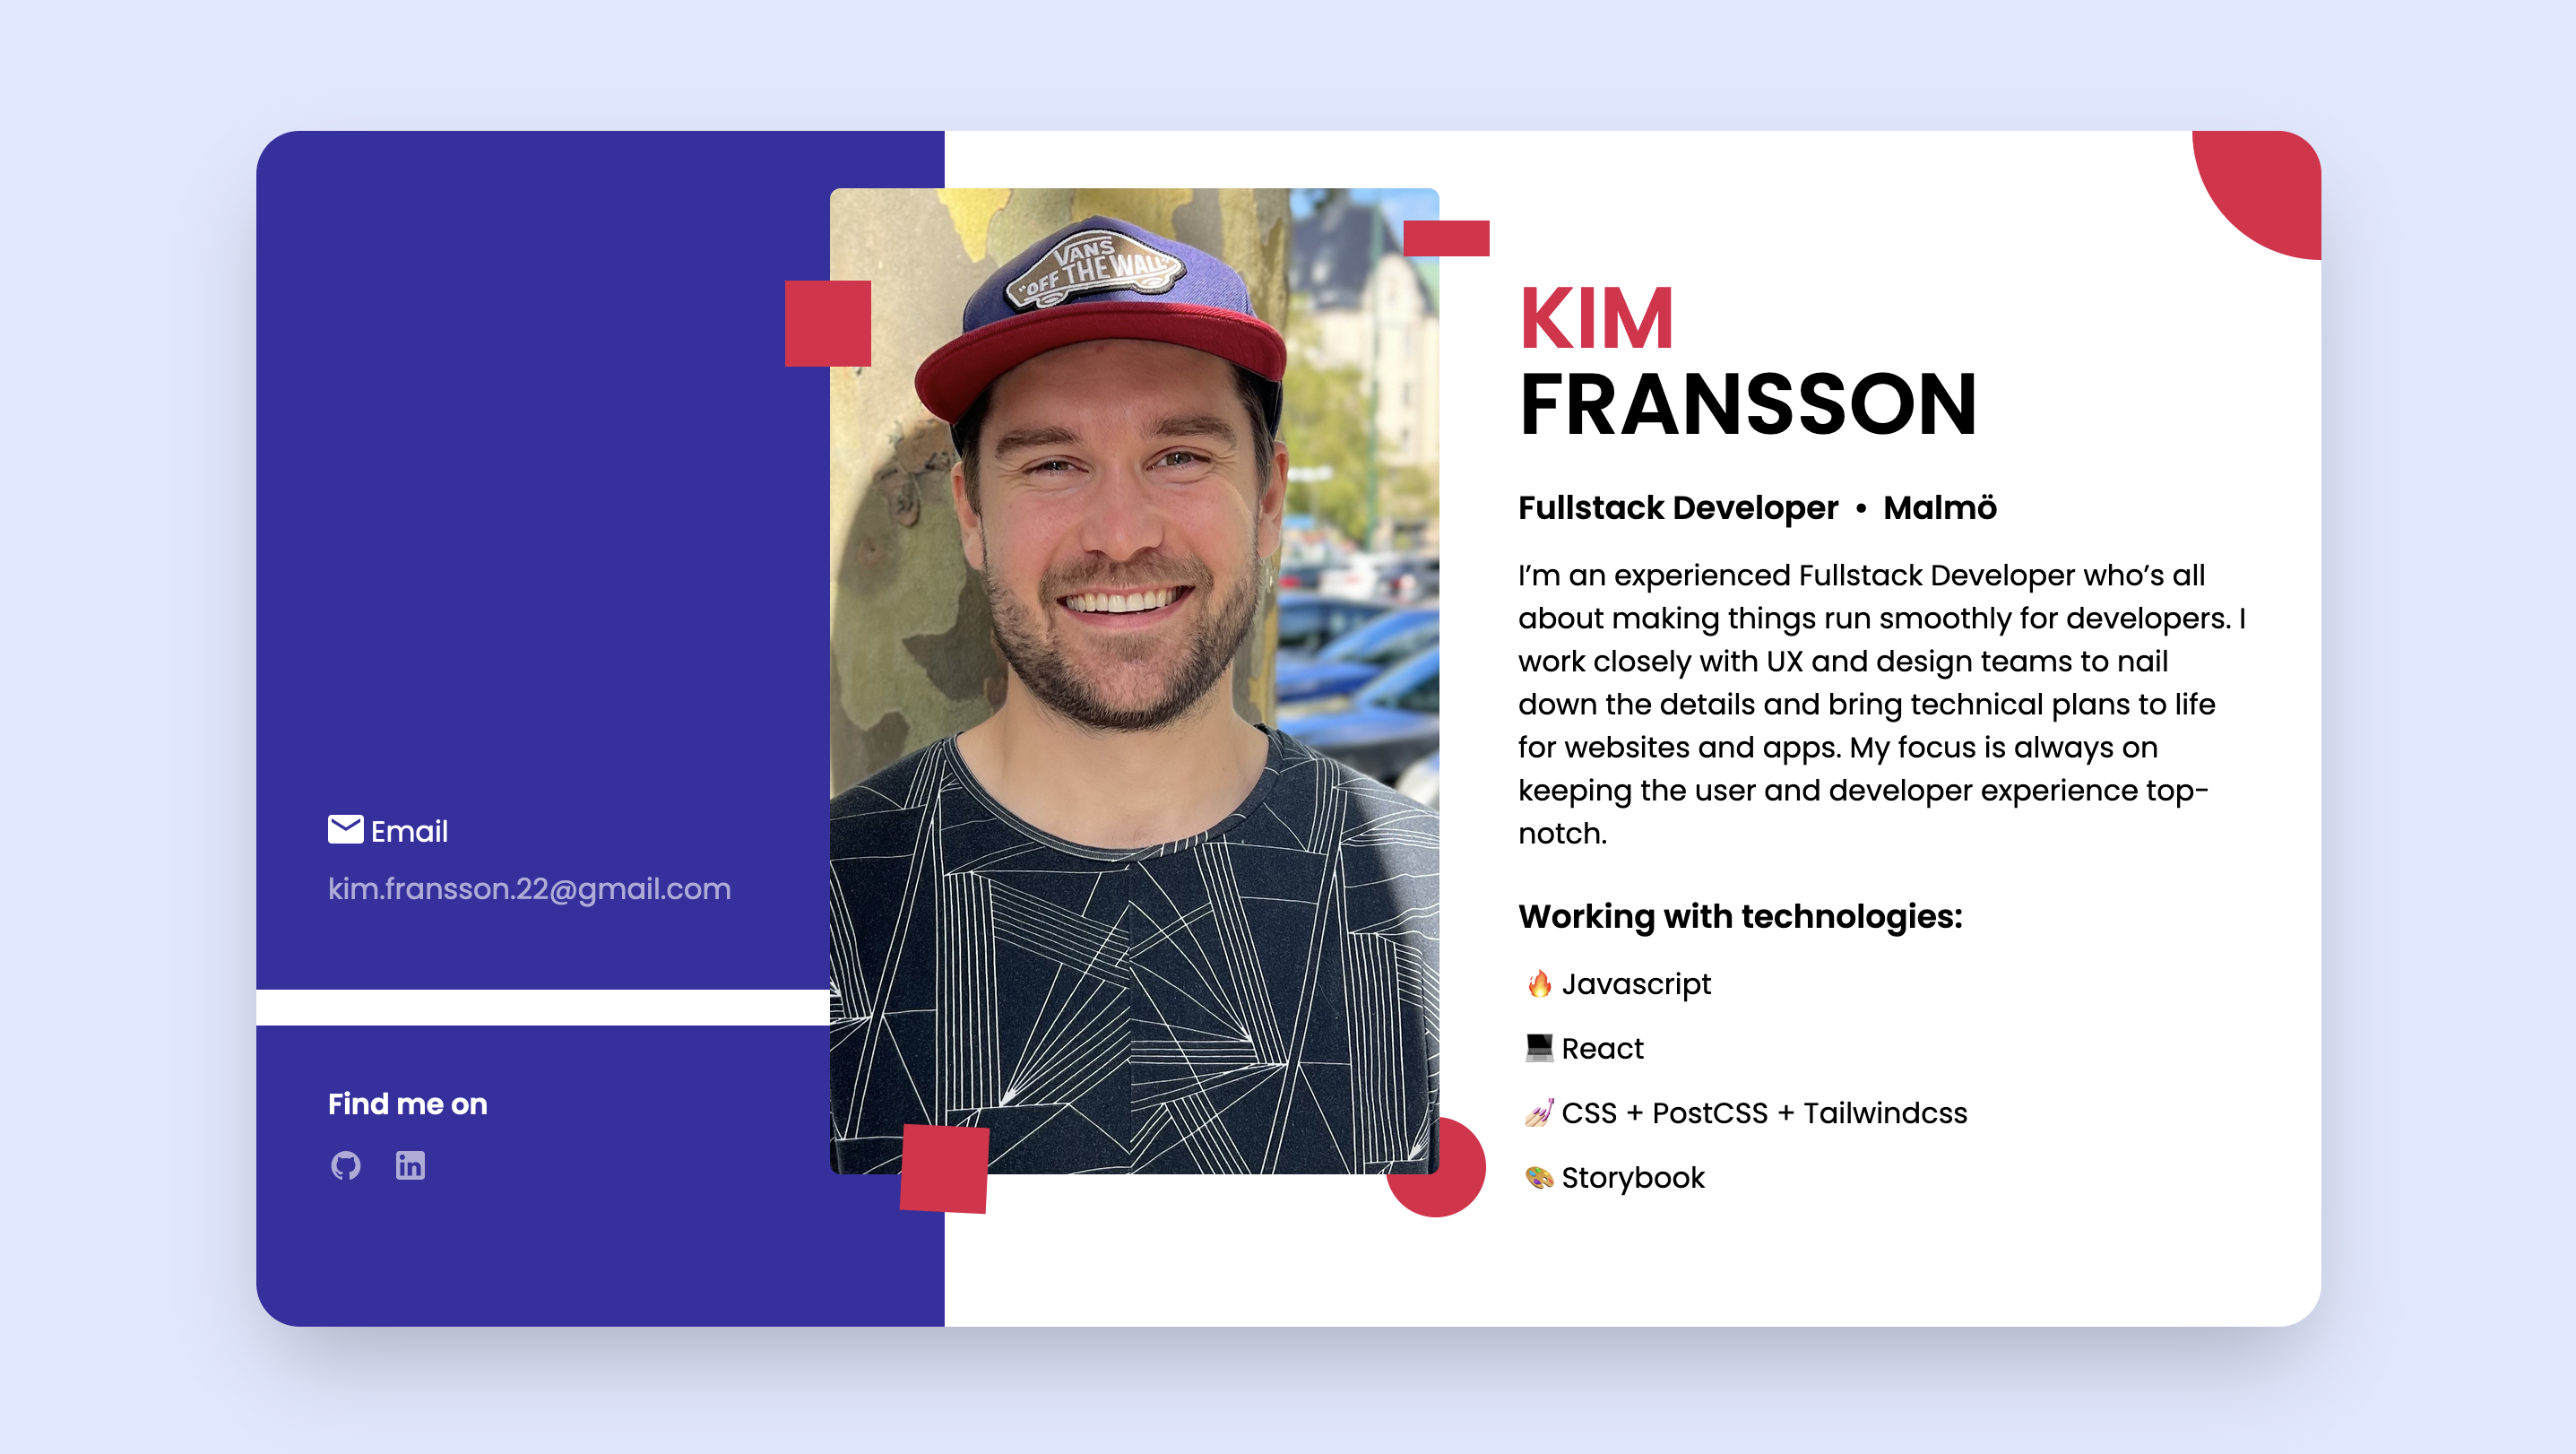 VANS
"OFF THE WALL"
KIM
FRANSSON
Fullstack Developer • Malmö
I’m an experienced Fullstack Developer who’s all
about making things run smoothly for developers. I
work closely with UX and design teams to nail
down the details and bring technical plans to life
for websites and apps. My focus is always on
keeping the user and developer experience top-
notch.
Working with technologies:
🔥 Javascript
💻 React
💅🏻 CSS + PostCSS + Tailwindcss
🎨 Storybook
Email
kim.fransson.22@gmail.com
Find me on
in